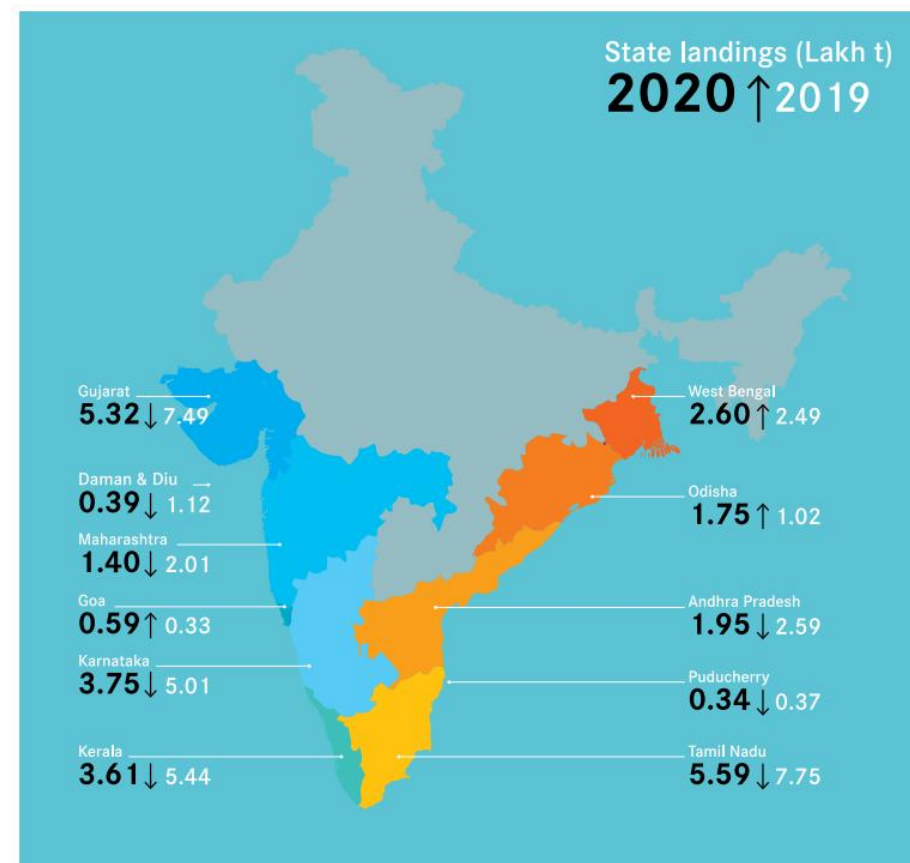 State landings (Lakh t)
2020 ↑ 2019
Gujarat
5.32 ↓ 7.49
Daman & Diu
0.39 ↓ 1.12
Maharashtra
1.40 ↓ 2.01
Goa
0.59 ↑ 0.33
Karnataka
3.75 ↓ 5.01
Kerala
3.61 ↓ 5.44
West Bengal
2.60 ↑ 2.49
Odisha
1.75 ↑ 1.02
Andhra Pradesh
1.95 ↓ 2.59
Puducherry
0.34 ↓ 0.37
Tamil Nadu
5.59 ↓ 7.75